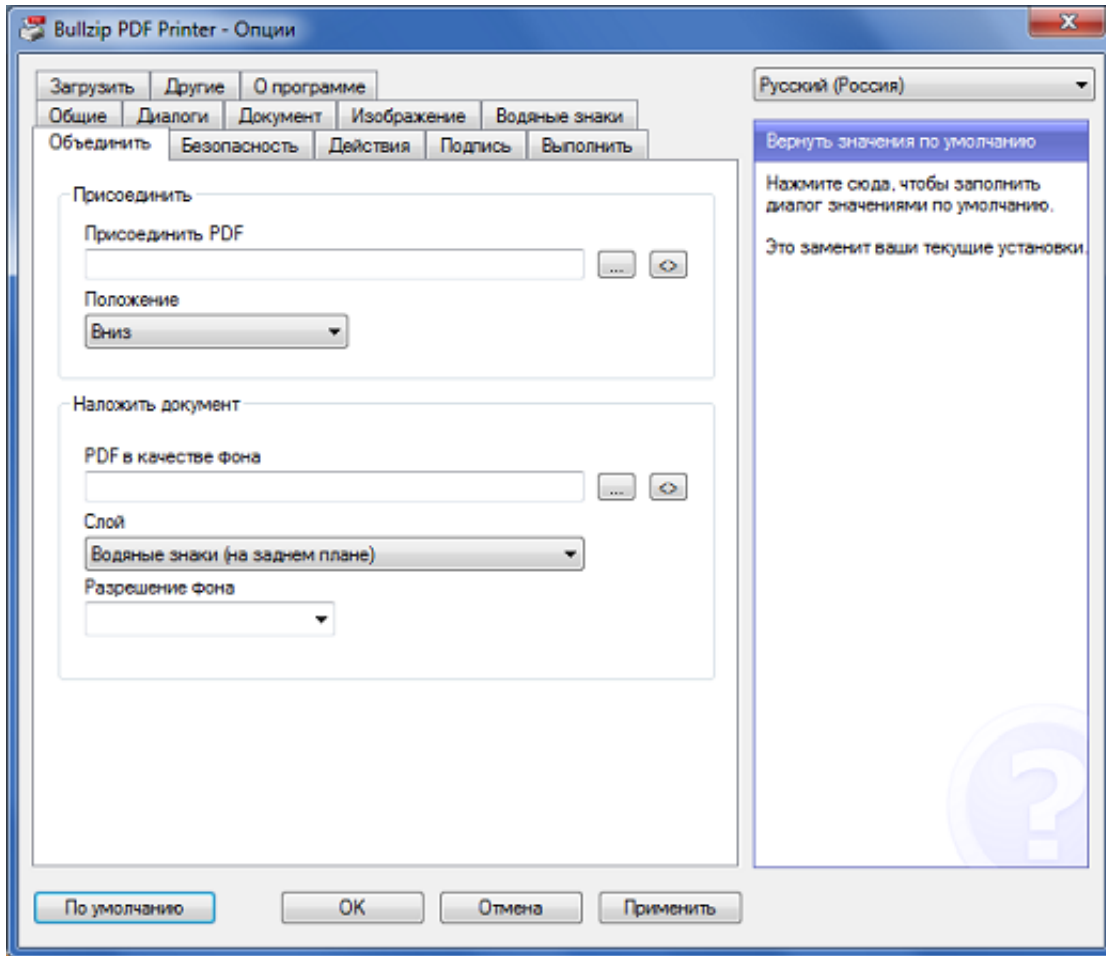 Bullzip PDF Printer - Опции
Загрузить Другие О программе
Общие Диалоги Документ Изображение Водяные знаки
Объединить Безопасность Действия Подпись Выполнить
Присоединить
Присоединить PDF
... <>
Положение
Вниз
Наложить документ
PDF в качестве фона
... <>
Слой
Водяные знаки (на заднем плане)
Разрешение фона
Русский (Россия)
Вернуть значения по умолчанию
Нажмите сюда, чтобы заполнить
диалог значениями по умолчанию.
Это заменит ваши текущие установки.
По умолчанию OK Отмена Применить